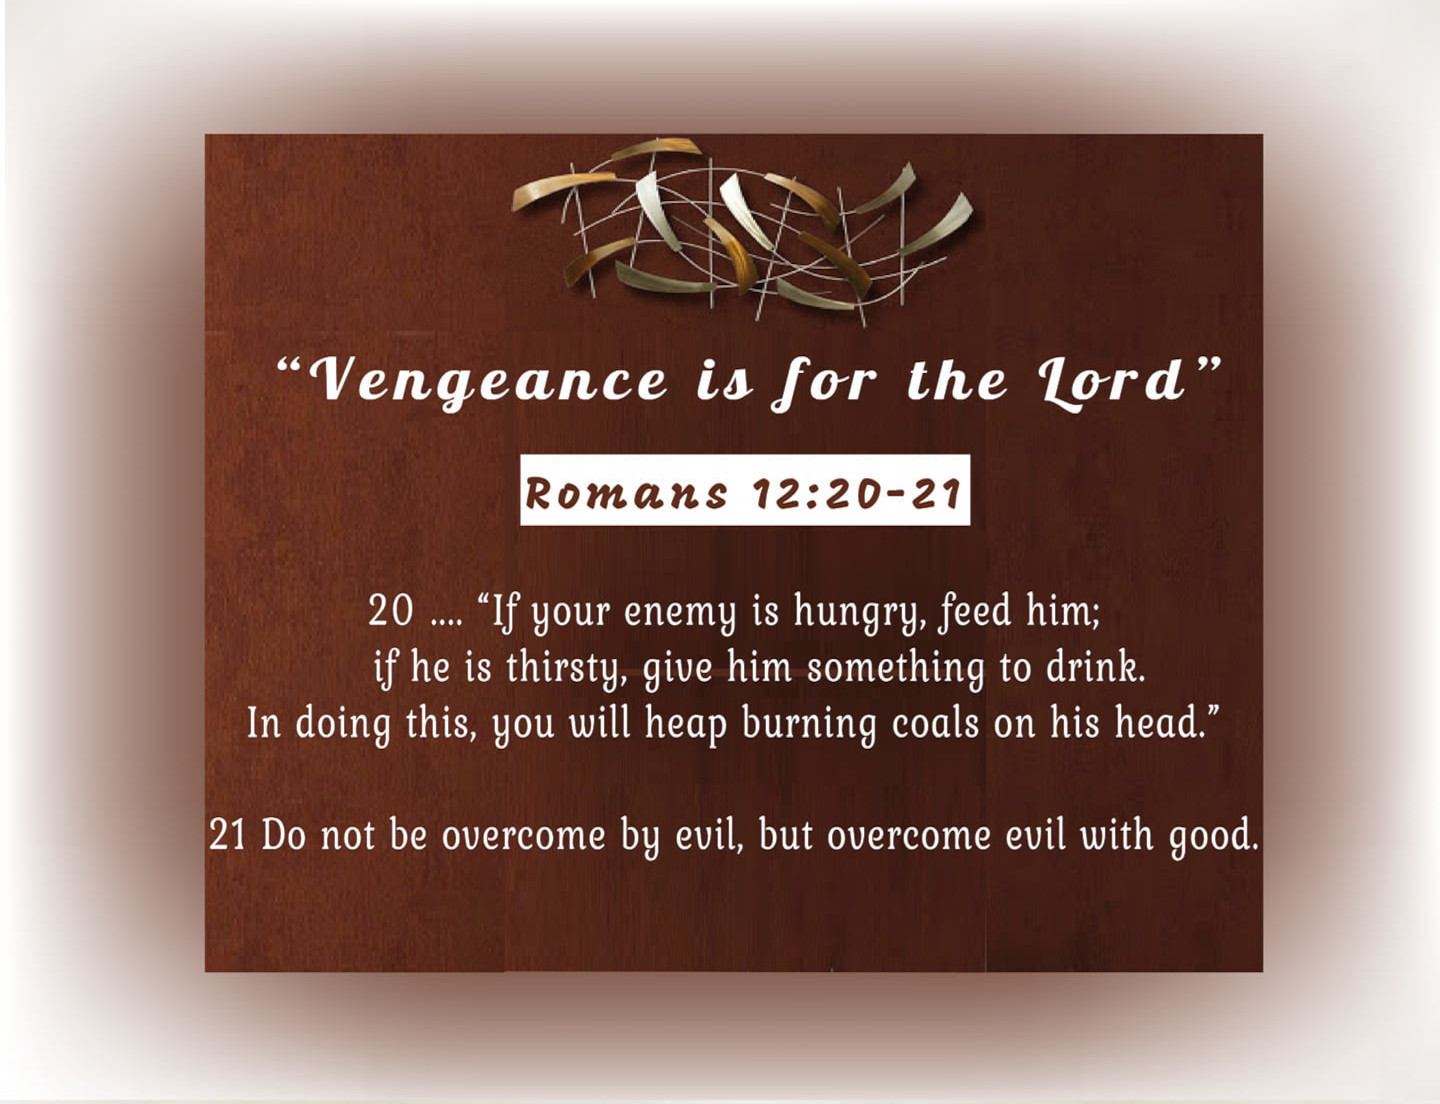 “Vengeance is for the Lord”
Romans 12:20-21
20 .... “If your enemy is hungry, feed him;
if he is thirsty, give him something to drink.
In doing this, you will heap burning coals on his head.”
21 Do not be overcome by evil, but overcome evil with good.